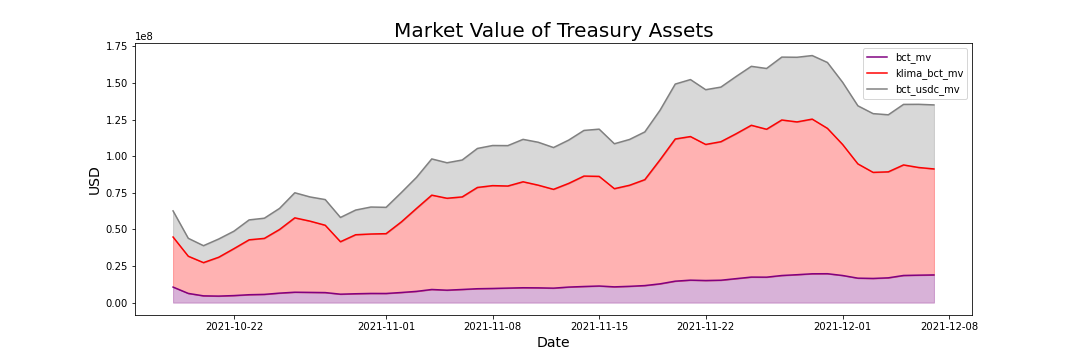 Market Value of Treasury Assets
1e8
1.75
1.50
1.25
1.00
0.75
0.50
0.25
0.00
USD
bct_mv
klima_bct_mv
bct_usdc_mv
2021-10-22
2021-11-01
2021-11-08
2021-11-15
2021-11-22
2021-12-01
2021-12-08
Date